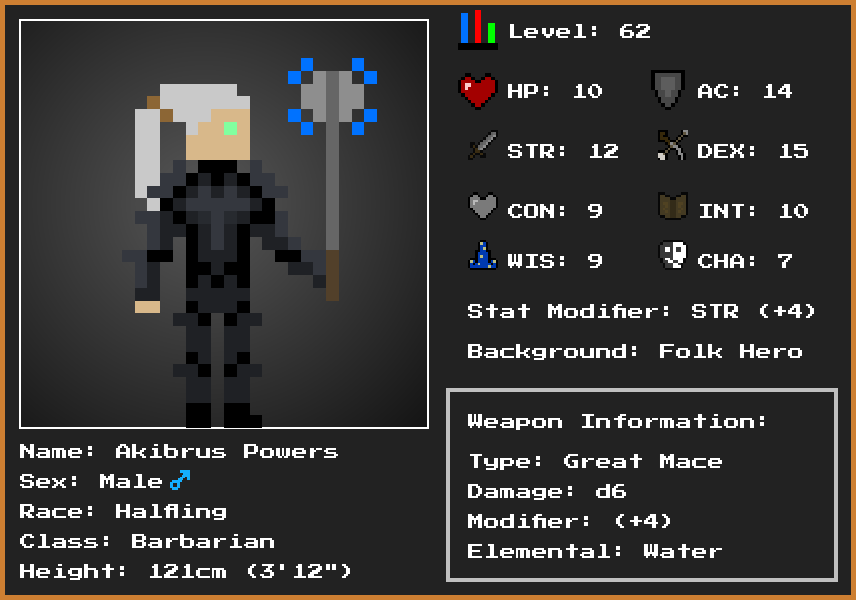 Level: 62
HP: 10
AC: 14
STR: 12
DEX: 15
CON: 9
INT: 10
WIS: 9
CHA: 7
Stat Modifier: STR (+4)
Background: Folk Hero
Weapon Information:
Type: Great Mace
Damage: d6
Modifier: (+4)
Elemental: Water
Name: Akibrus Powers
Sex: Male ♂
Race: Halfling
Class: Barbarian
Height: 121cm (3'12")